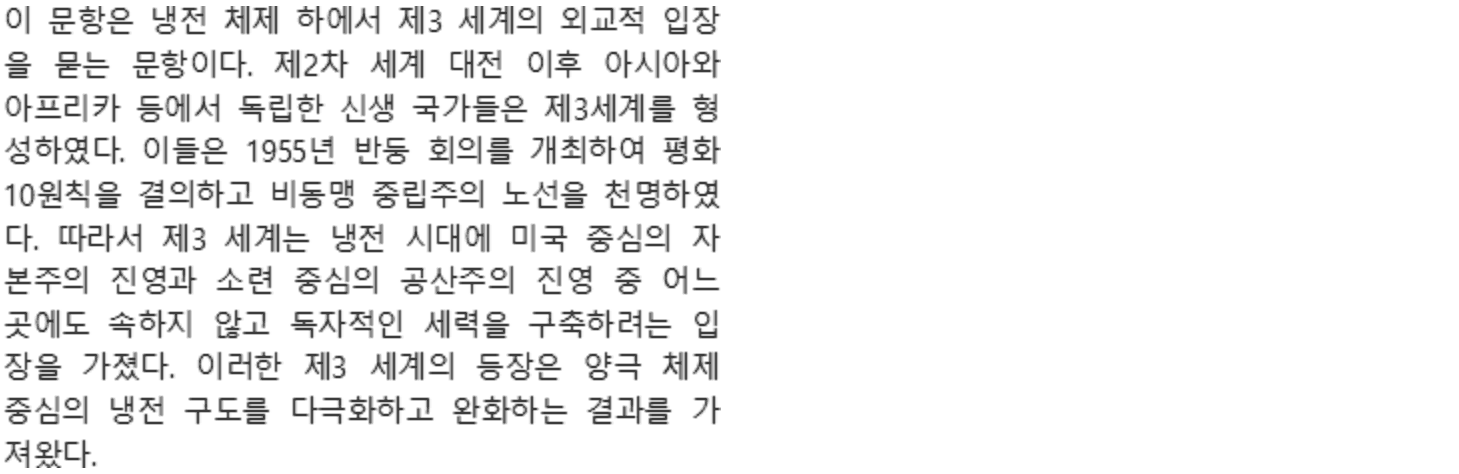 이 문항은 냉전 체제 하에서 제3 세계의 외교적 입장
을 묻는 문항이다. 제2차 세계 대전 이후 아시아와
아프리카 등에서 독립한 신생 국가들은 제3세계를 형
성하였다. 이들은 1955년 반둥 회의를 개최하여 평화
10원칙을 결의하고 비동맹 중립주의 노선을 천명하였
다. 따라서 제3 세계는 냉전 시대에 미국 중심의 자
본주의 진영과 소련 중심의 공산주의 진영 중 어느
곳에도 속하지 않고 독자적인 세력을 구축하려는 입
장을 가졌다. 이러한 제3 세계의 등장은 양극 체제
중심의 냉전 구도를 다극화하고 완화하는 결과를 가
져왔다.